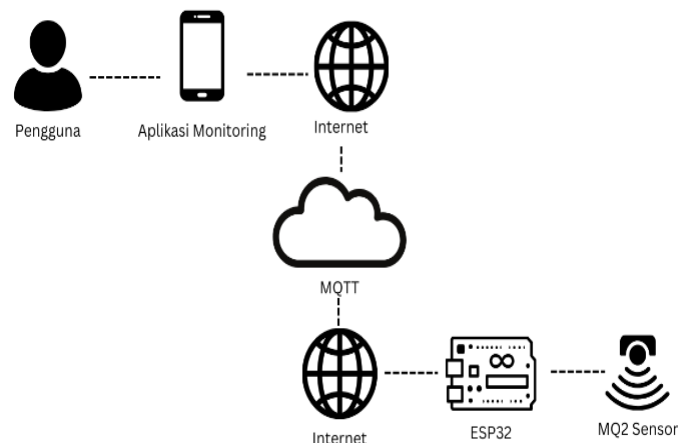 Pengguna
Aplikasi Monitoring
Internet
MQTT
Internet
ESP32
MQ2 Sensor